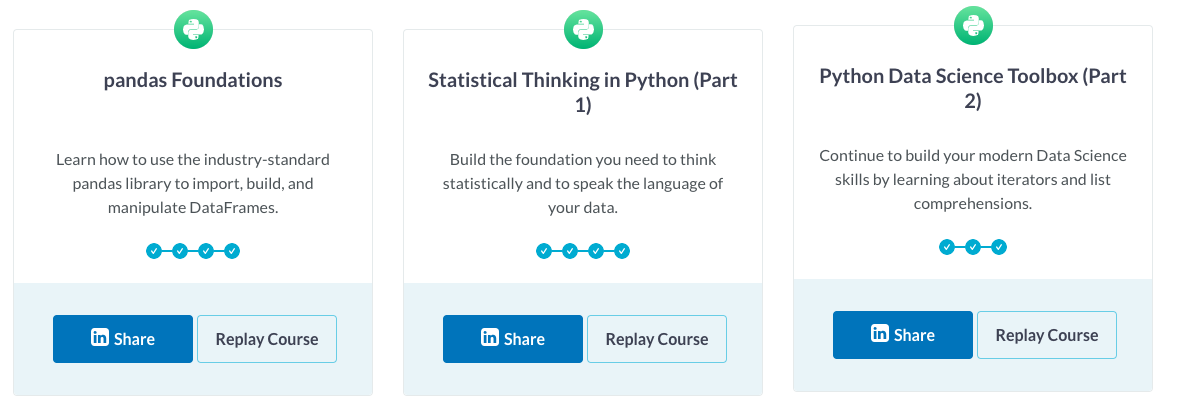 pandas Foundations
Learn how to use the industry-standard
pandas library to import, build, and
manipulate DataFrames.
Share
Replay Course
Statistical Thinking in Python (Part
1)
Build the foundation you need to think
statistically and to speak the language of
your data.
Share
Replay Course
Python Data Science Toolbox (Part
2)
Continue to build your modern Data Science
skills by learning about iterators and list
comprehensions.
Share
Replay Course